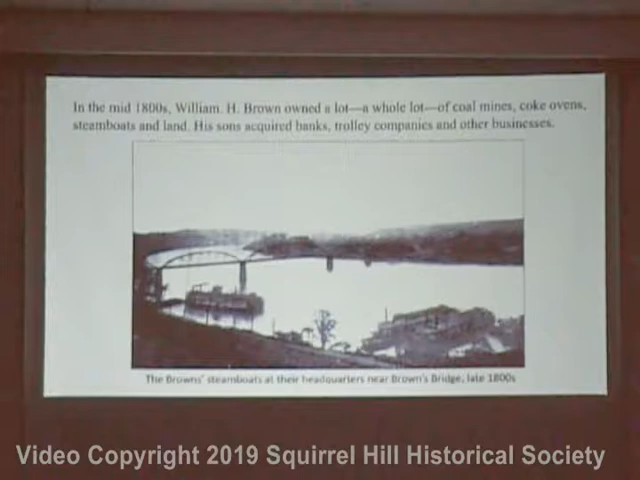 In the mid 1800s, William. H. Brown owned a lot—a whole lot—of coal mines, coke ovens,
steamboats and land. His sons acquired banks, trolley companies and other businesses.
The Browns' steamboats at their headquarters near Brown's Bridge, late 1800s
Video Copyright 2019 Squirrel Hill Historical Society